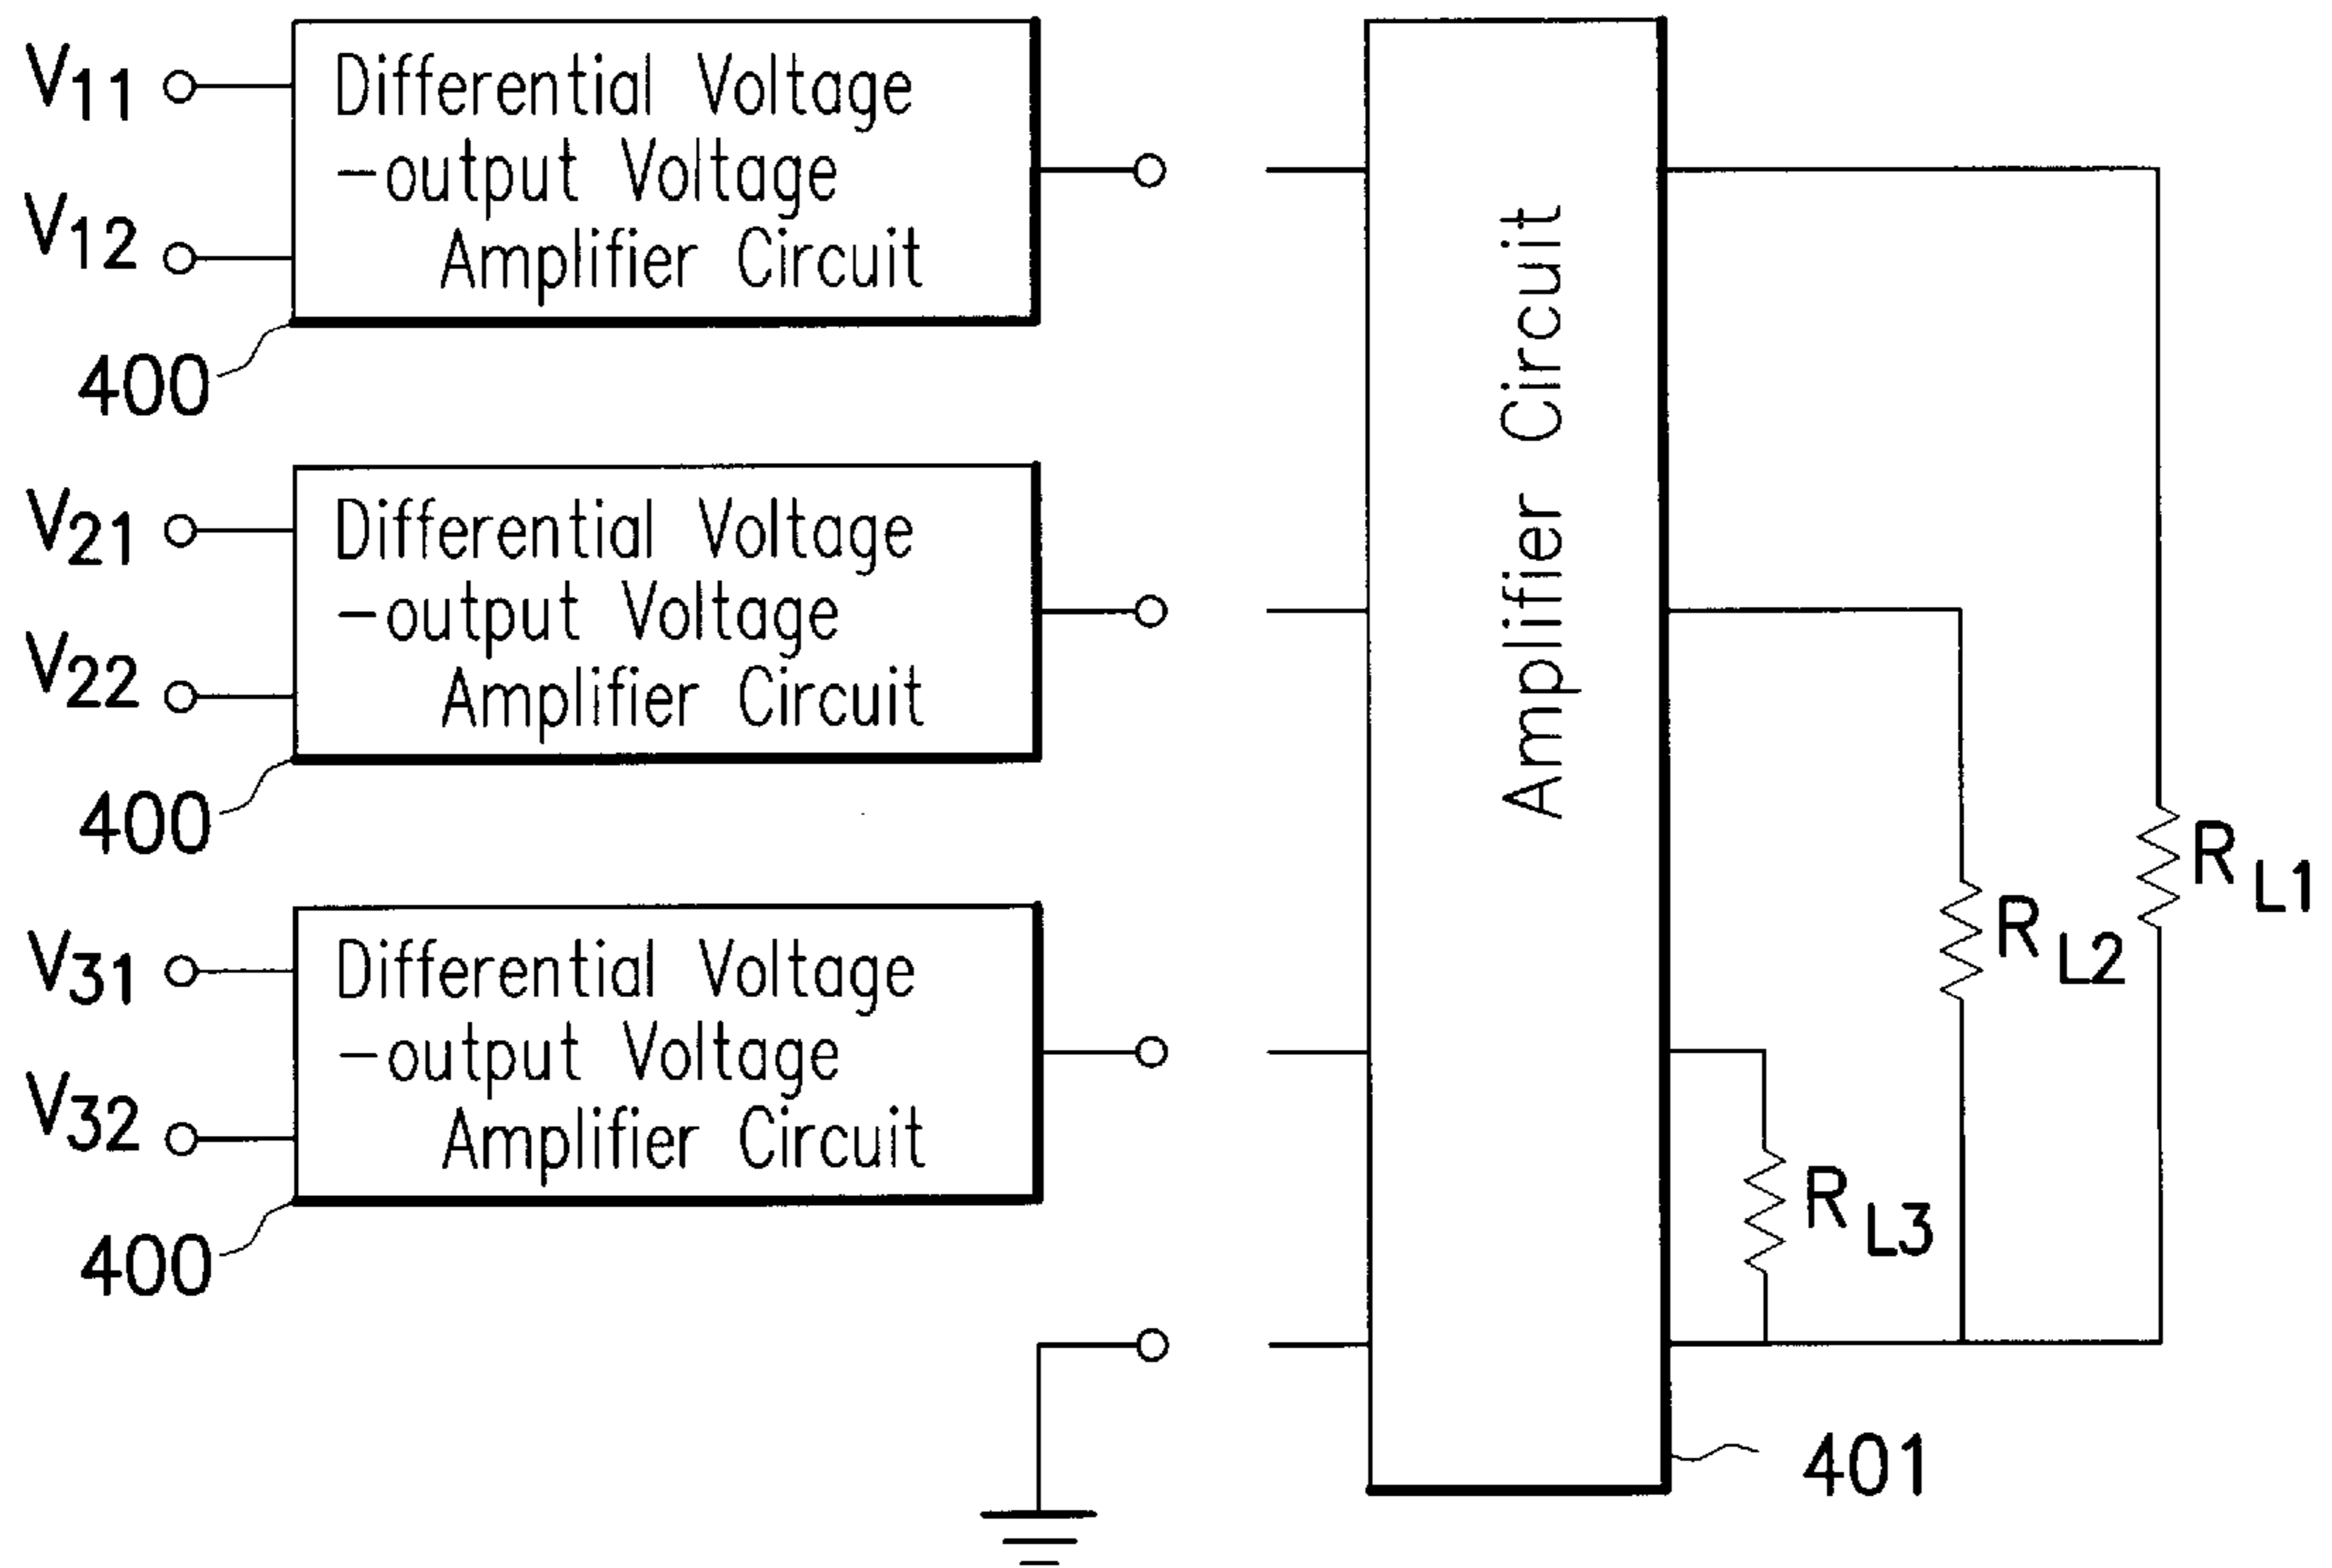 V11
V12
Differential Voltage
-output Voltage
Amplifier Circuit
400
V21
V22
Differential Voltage
-output Voltage
Amplifier Circuit
400
V31
V32
Differential Voltage
-output Voltage
Amplifier Circuit
400
Amplifier Circuit
RL1
RL2
RL3
401